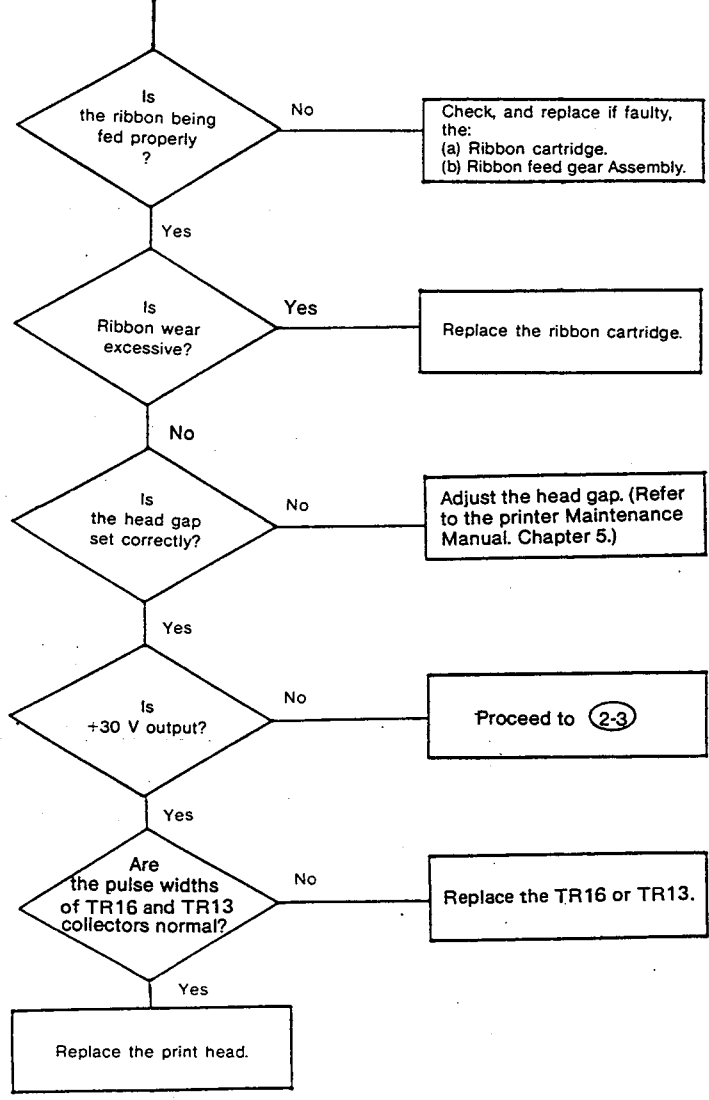 Is
the ribbon being
fed properly
?
No
Check, and replace if faulty,
the:
(a) Ribbon cartridge.
(b) Ribbon feed gear Assembly.
Yes
Is
Ribbon wear
excessive?
Yes
Replace the ribbon cartridge.
No
Is
the head gap
set correctly?
No
Adjust the head gap. (Refer
to the printer Maintenance
Manual. Chapter 5.)
Yes
Is
+30 V output?
No
Proceed to 2-3
Yes
Are
the pulse widths
of TR16 and TR13
collectors normal?
No
Replace the TR16 or TR13.
Yes
Replace the print head.